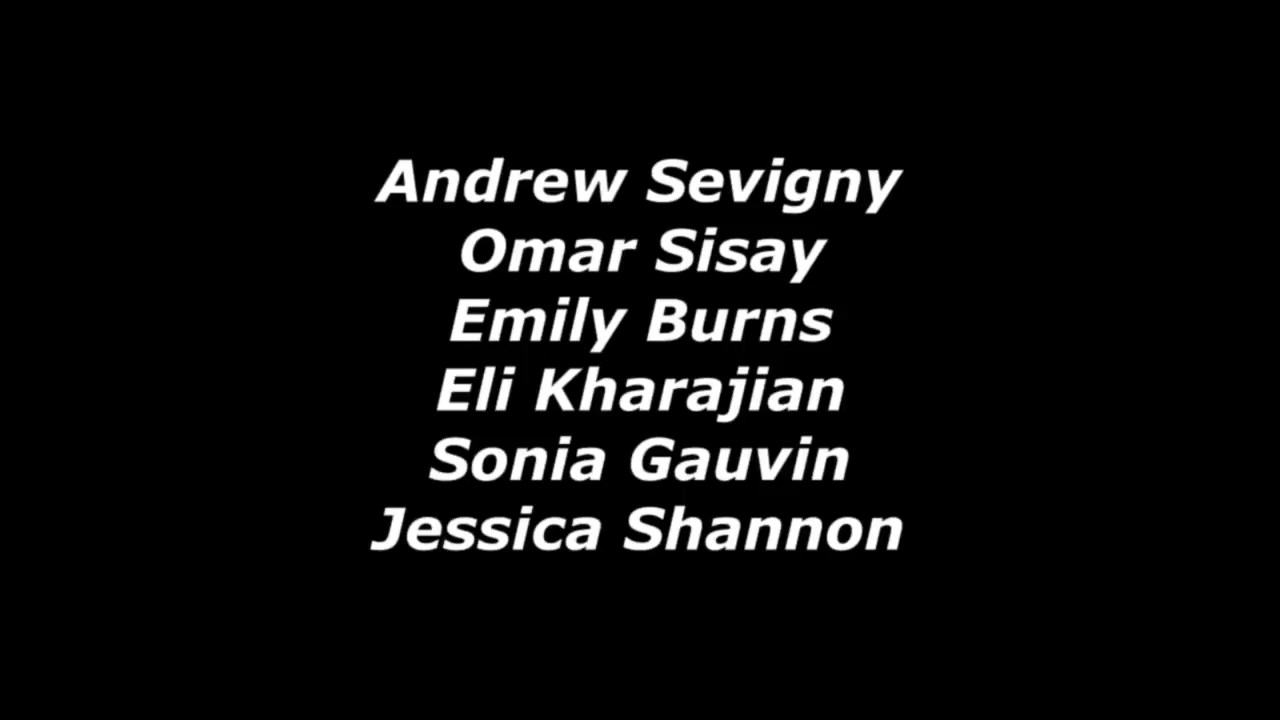 Andrew Sevigny
Omar Sisay
Emily Burns
Eli Kharajian
Sonia Gauvin
Jessica Shannon